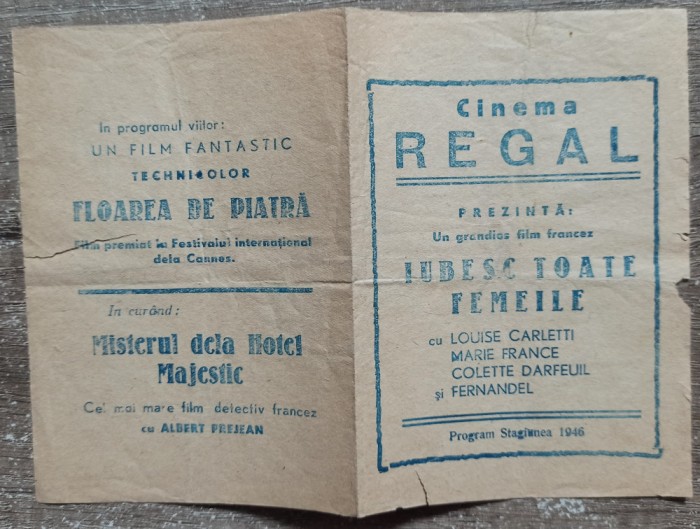 In programul viitor:
UN FILM FANTASTIC
TECHNICOLOR
FLOAREA DE PIATRĂ
Film premiat la Festivalul internațional
dela Cannes.
In curând:
Misterul dela Hotel
Majestic
Cel mai mare film detectiv francez
cu ALBERT PREJEAN
Cinema
REGAL
PREZINTĂ:
Un grandios film francez
IUBESC TOATE
FEMEILE
cu LOUISE CARLETTI
MARIE FRANCE
COLETTE DARFEUIL
și FERNANDEL
Program Stagiunea 1946